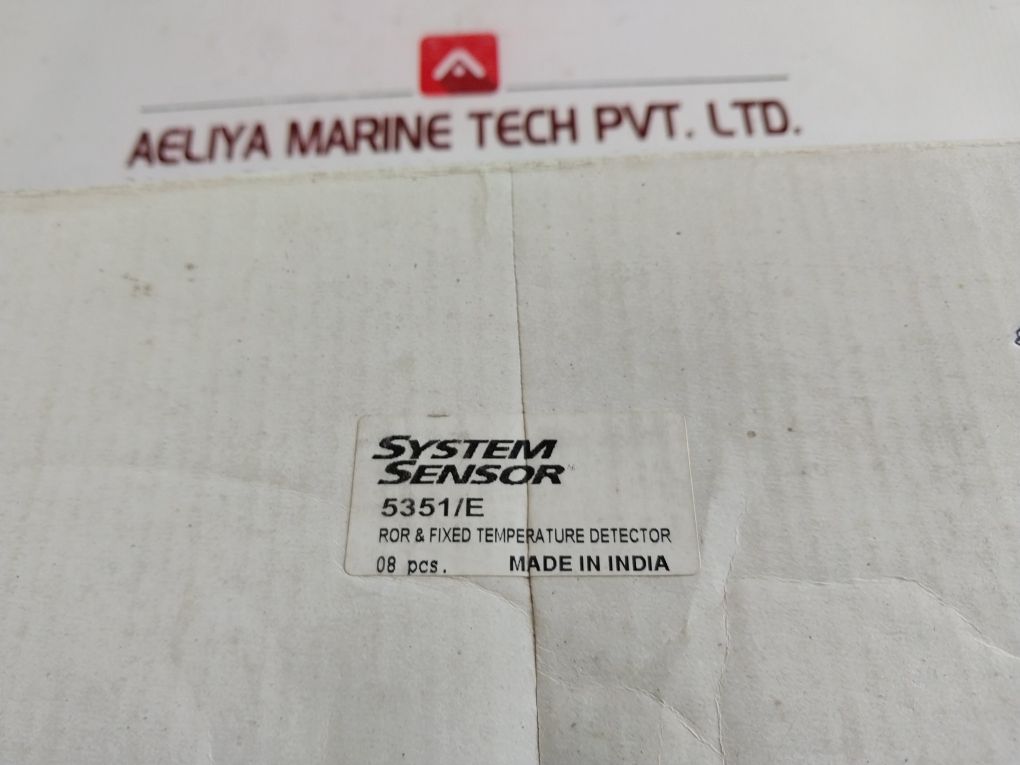 AELIYA MARINE TECH PVT. LTD.
SYSTEM
SENSOR
5351/E
ROR & FIXED TEMPERATURE DETECTOR
08 pcs. MADE IN INDIA